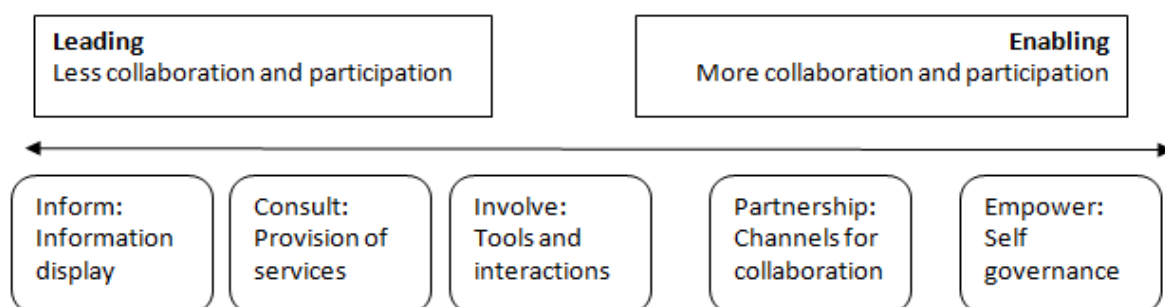 Leading
Less collaboration and participation
Enabling
More collaboration and participation
Inform:
Information
display
Consult:
Provision of
services
Involve:
Tools and
interactions
Partnership:
Channels for
collaboration
Empower:
Self
governance